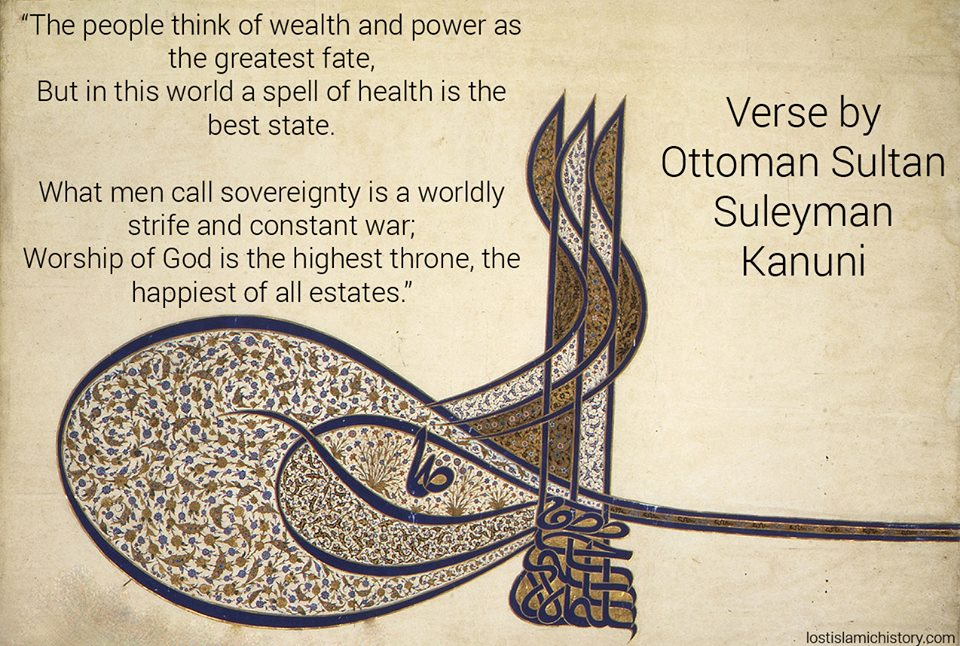 “The people think of wealth and power as
the greatest fate,
But in this world a spell of health is the
best state.
What men call sovereignty is a worldly
strife and constant war;
Worship of God is the highest throne, the
happiest of all estates.”
Verse by
Ottoman Sultan
Suleyman
Kanuni
lostislamichistory.com